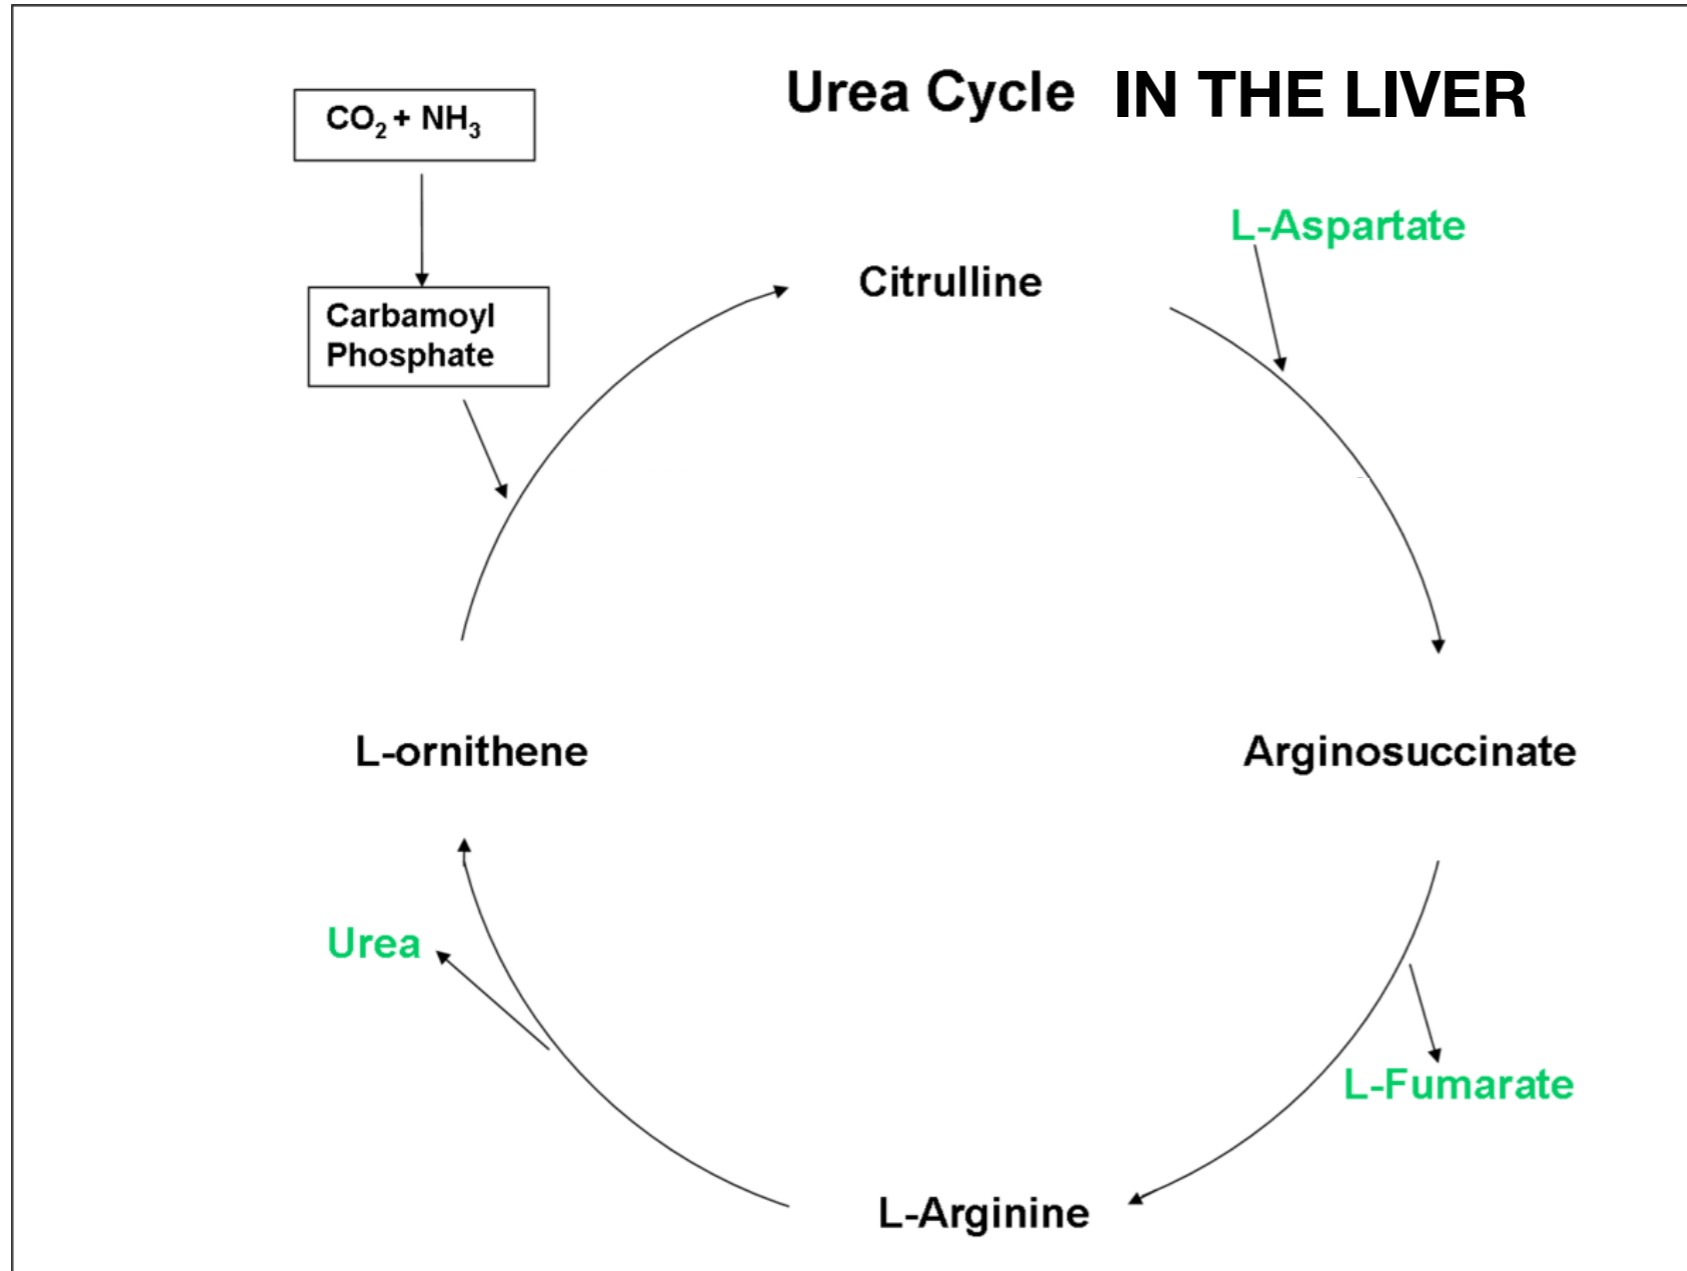 Urea Cycle IN THE LIVER
CO₂ + NH₃
Carbamoyl
Phosphate
L-Aspartate
Citrulline
L-ornithene
Arginosuccinate
Urea
L-Fumarate
L-Arginine